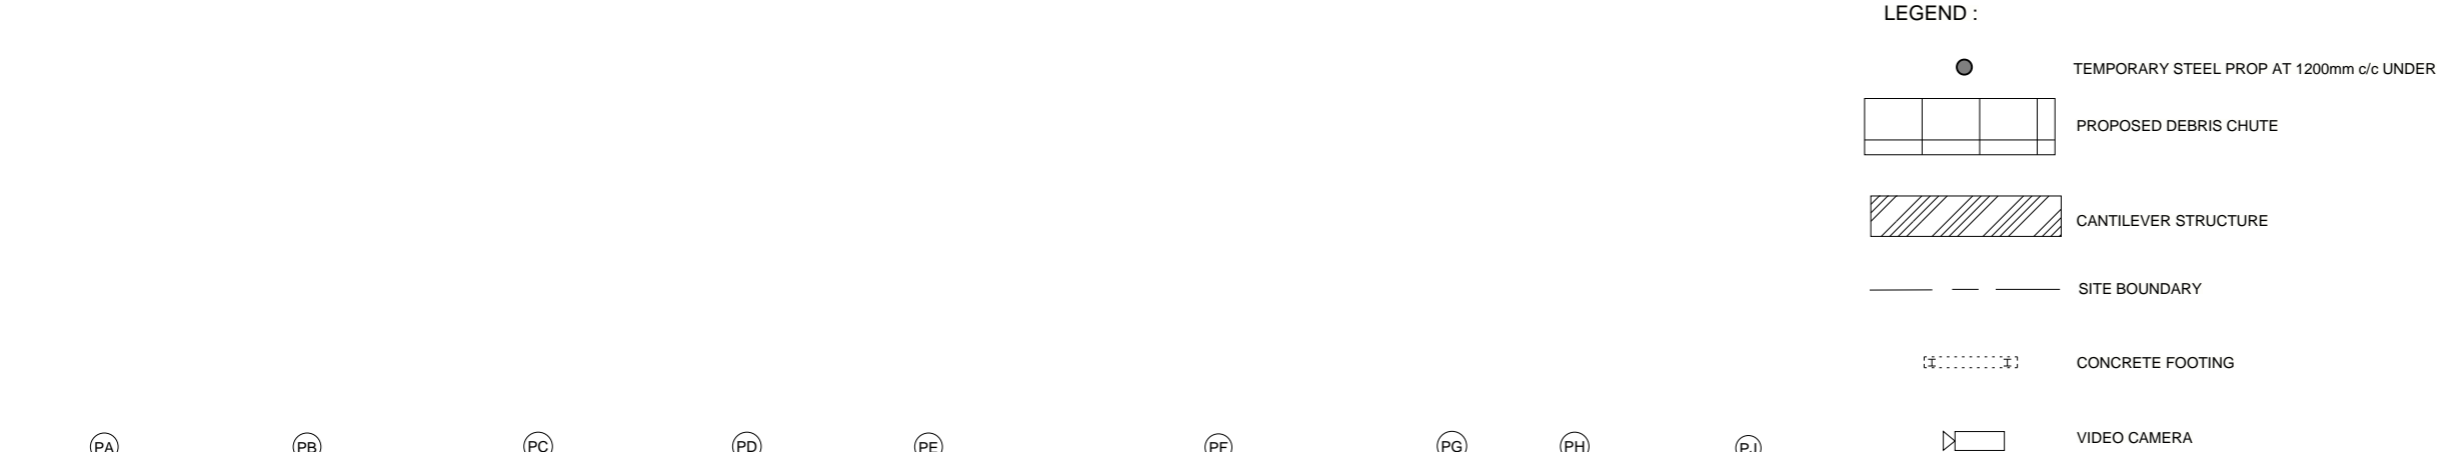 LEGEND :
TEMPORARY STEEL PROP AT 1200mm c/c UNDER
PROPOSED DEBRIS CHUTE
CANTILEVER STRUCTURE
SITE BOUNDARY
CONCRETE FOOTING
VIDEO CAMERA
PA PB PC PD PE PF PG PH PJ